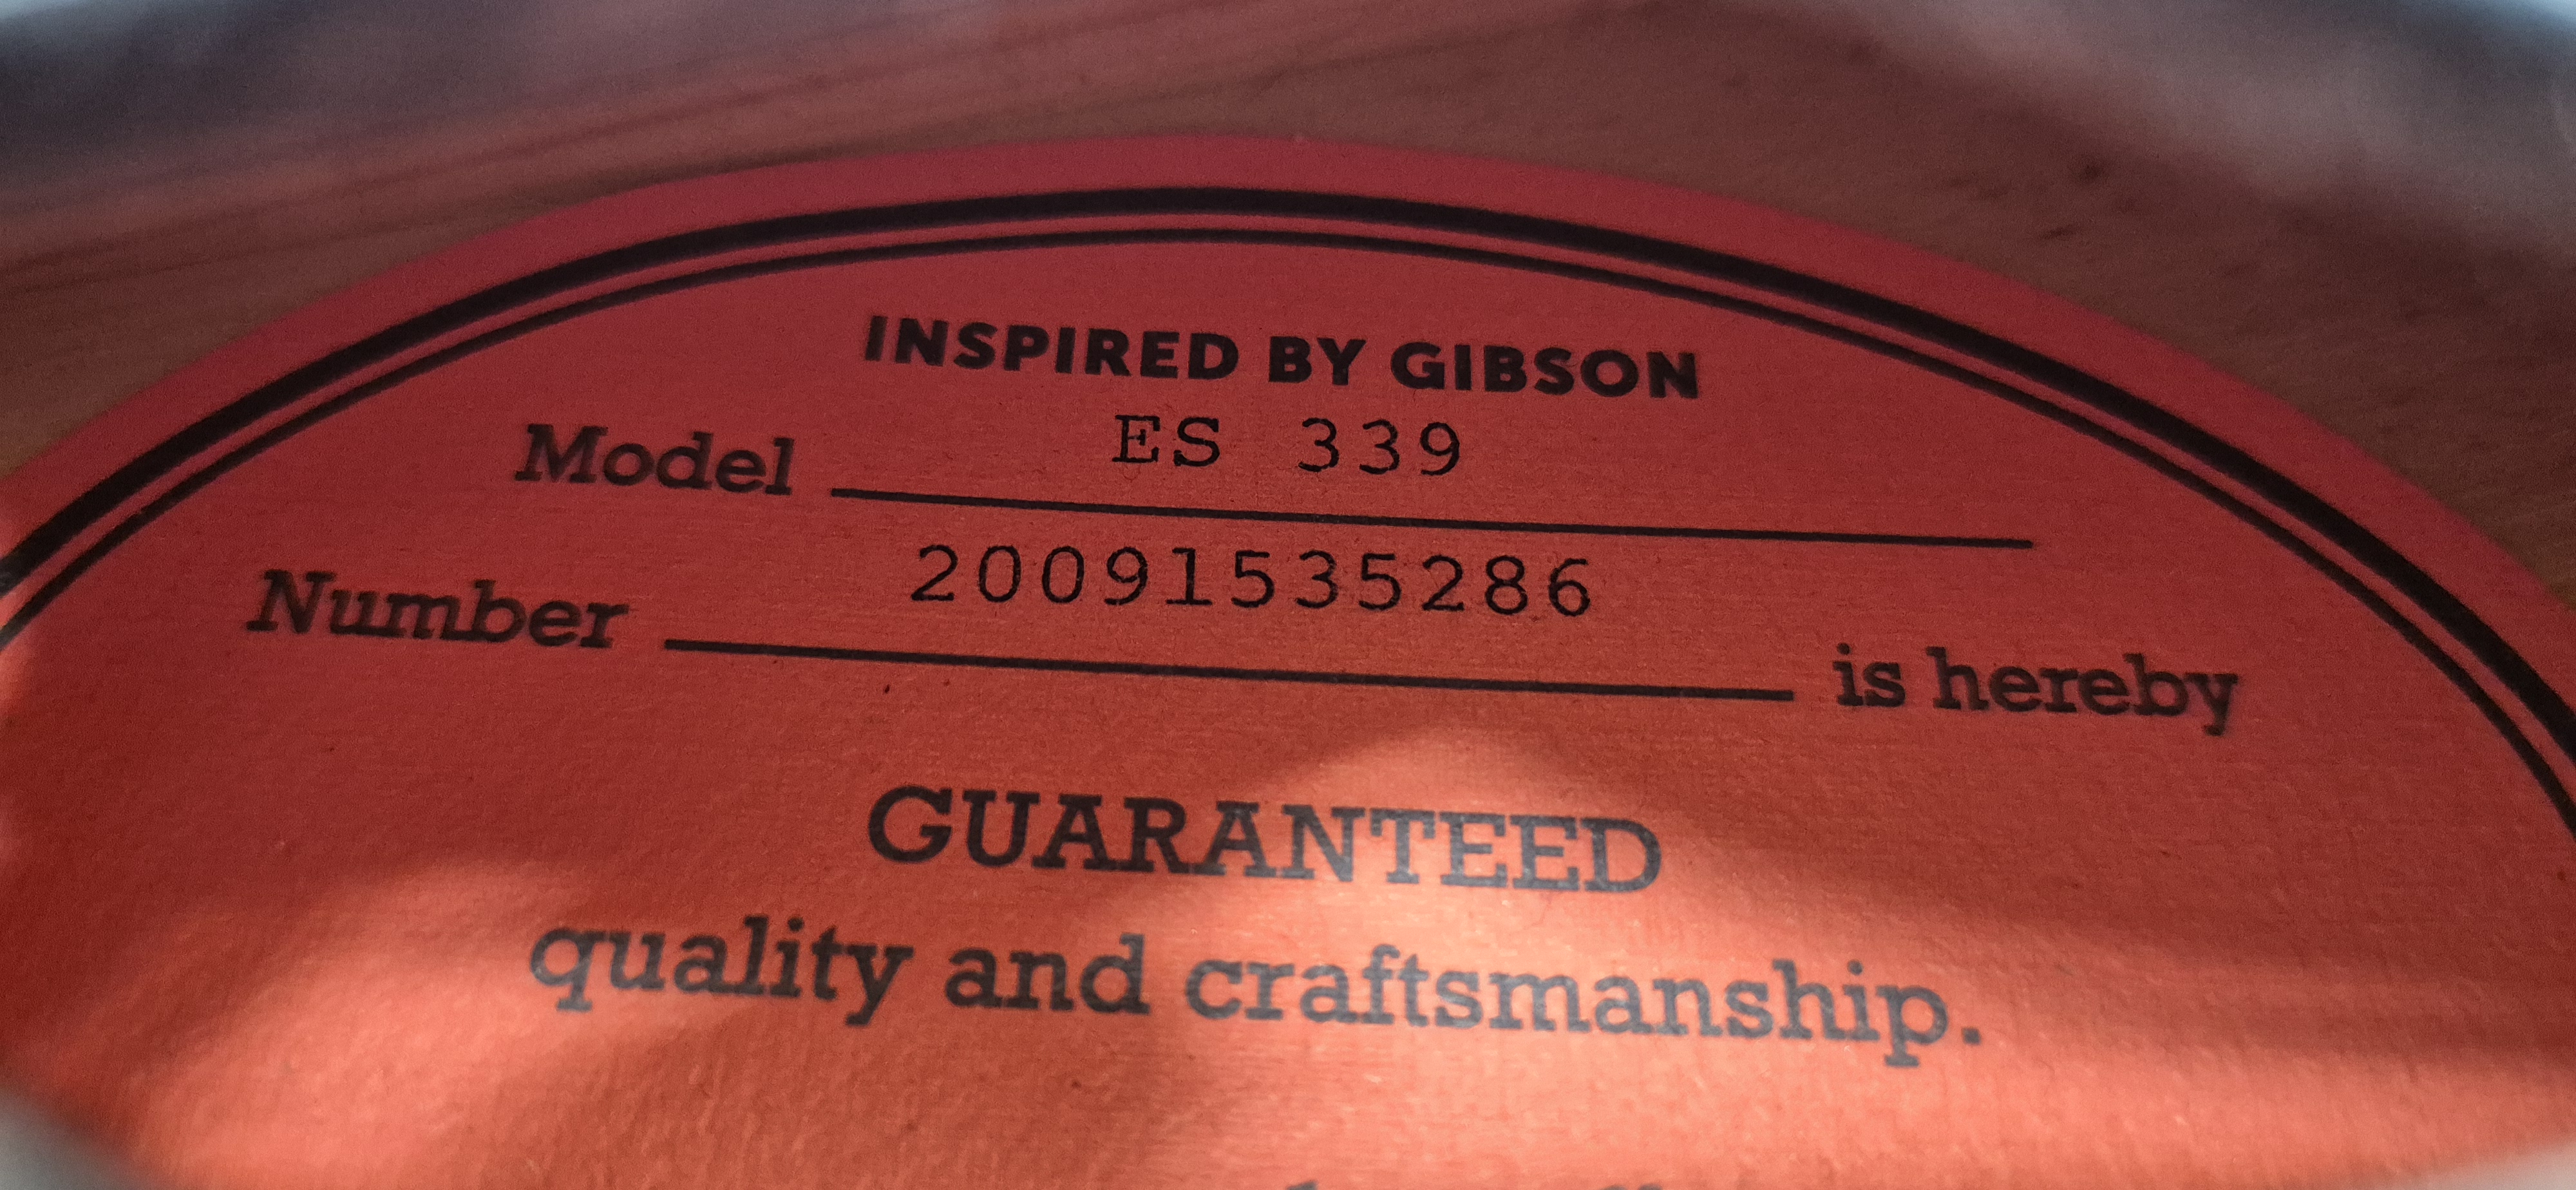 INSPIRED BY GIBSON
Model ES 339
Number 20091535286 is hereby
GUARANTEED
quality and craftsmanship.